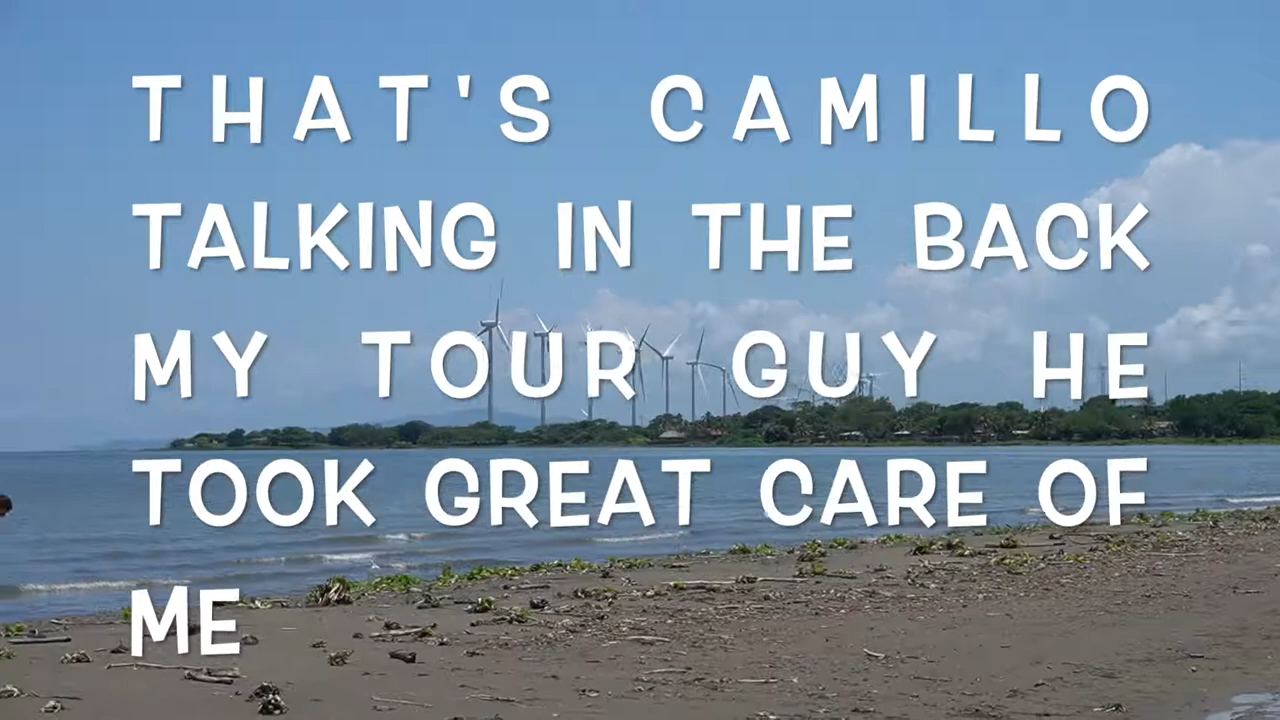 THAT'S CAMILLO
TALKING IN THE BACK
MY TOUR GUY HE
TOOK GREAT CARE OF
ME